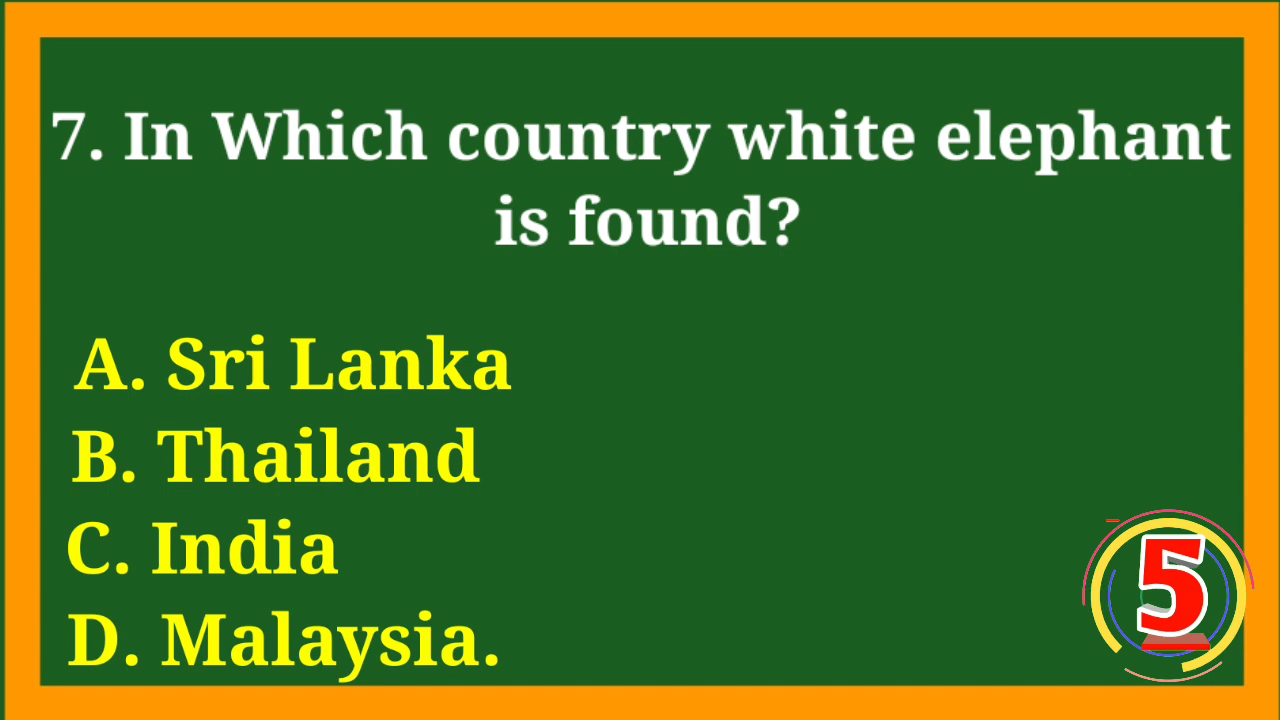 7. In Which country white elephant
is found?
A. Sri Lanka
B. Thailand
C. India
D. Malaysia.
5